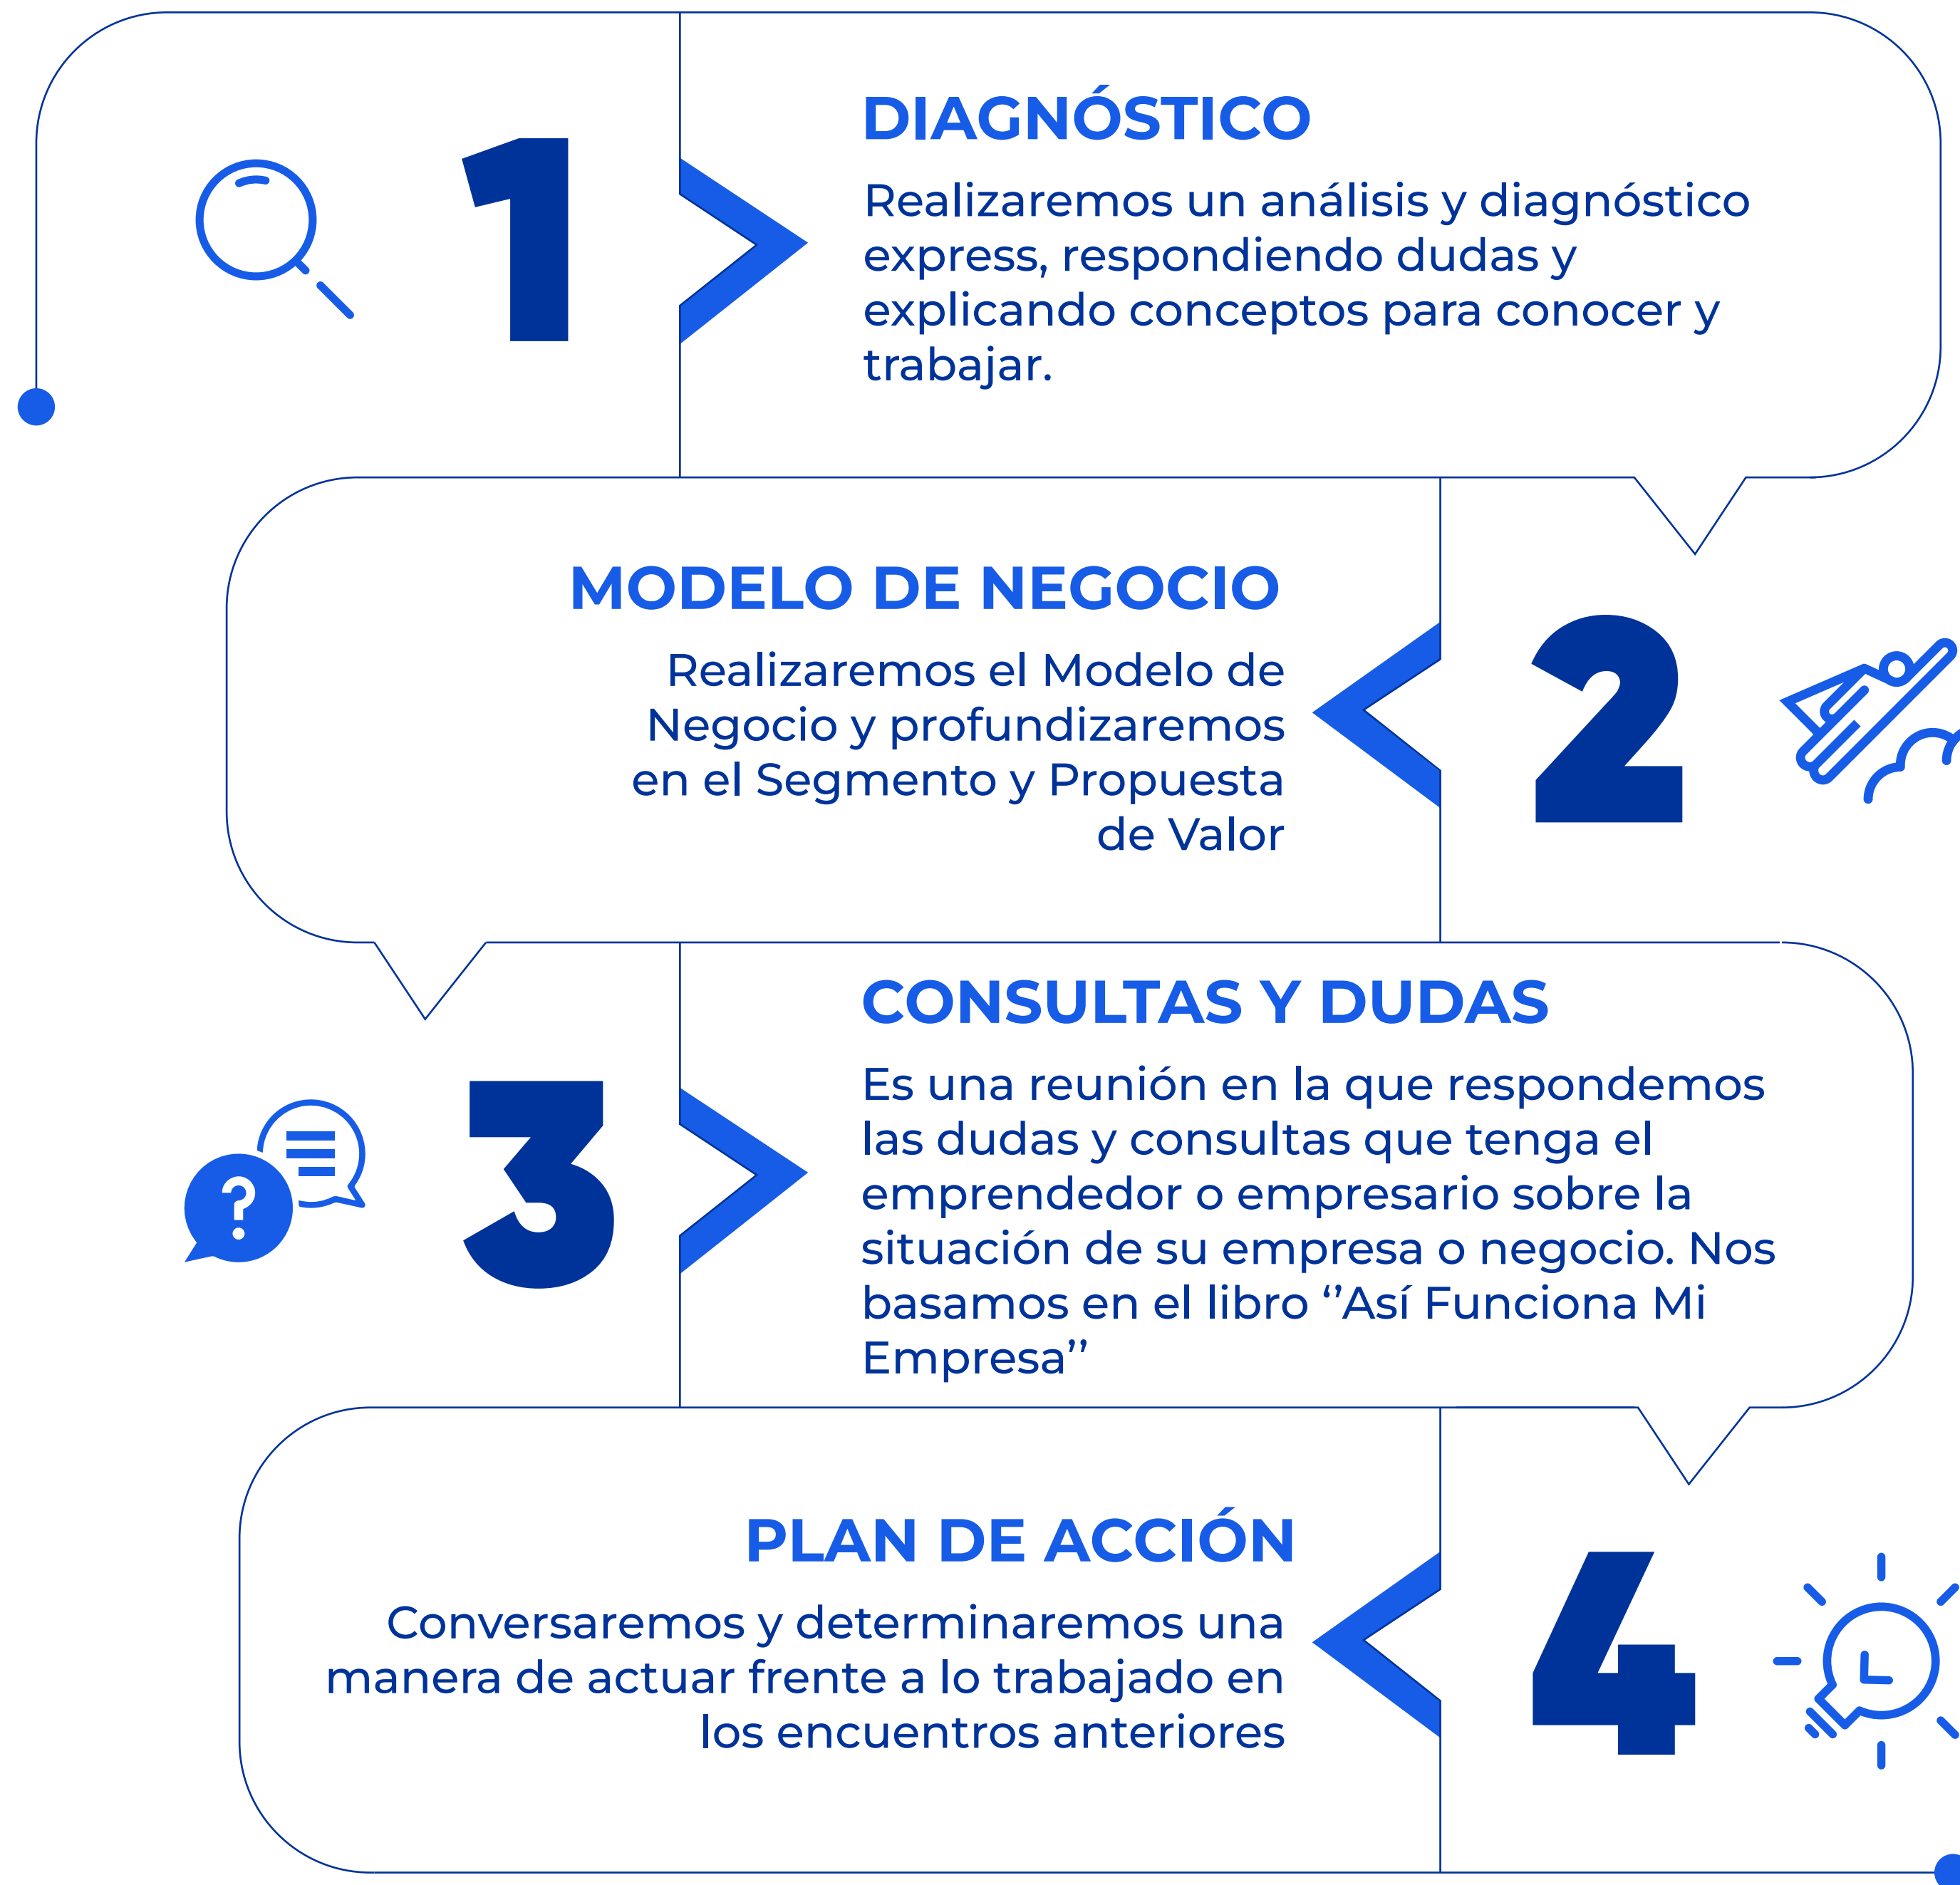 1
DIAGNÓSTICO
Realizaremos un análisis y diagnóstico
express, respondiendo dudas y
explicando conceptos para conocer y
trabajar.
MODELO DE NEGOCIO
Realizaremos el Modelo de
Negocio y profundizaremos
en el Segmento y Propuesta
de Valor
2
3
CONSULTAS Y DUDAS
Es una reunión en la que respondemos
las dudas y consultas que tenga el
emprendedor o empresario sobre la
situación de su empresa o negocio. Nos
basamos en el libro “Así Funciona Mi
Empresa”
PLAN DE ACCIÓN
Conversaremos y determinaremos una
manera de actuar frente a lo trabajado en
los encuentros anteriores
4
?